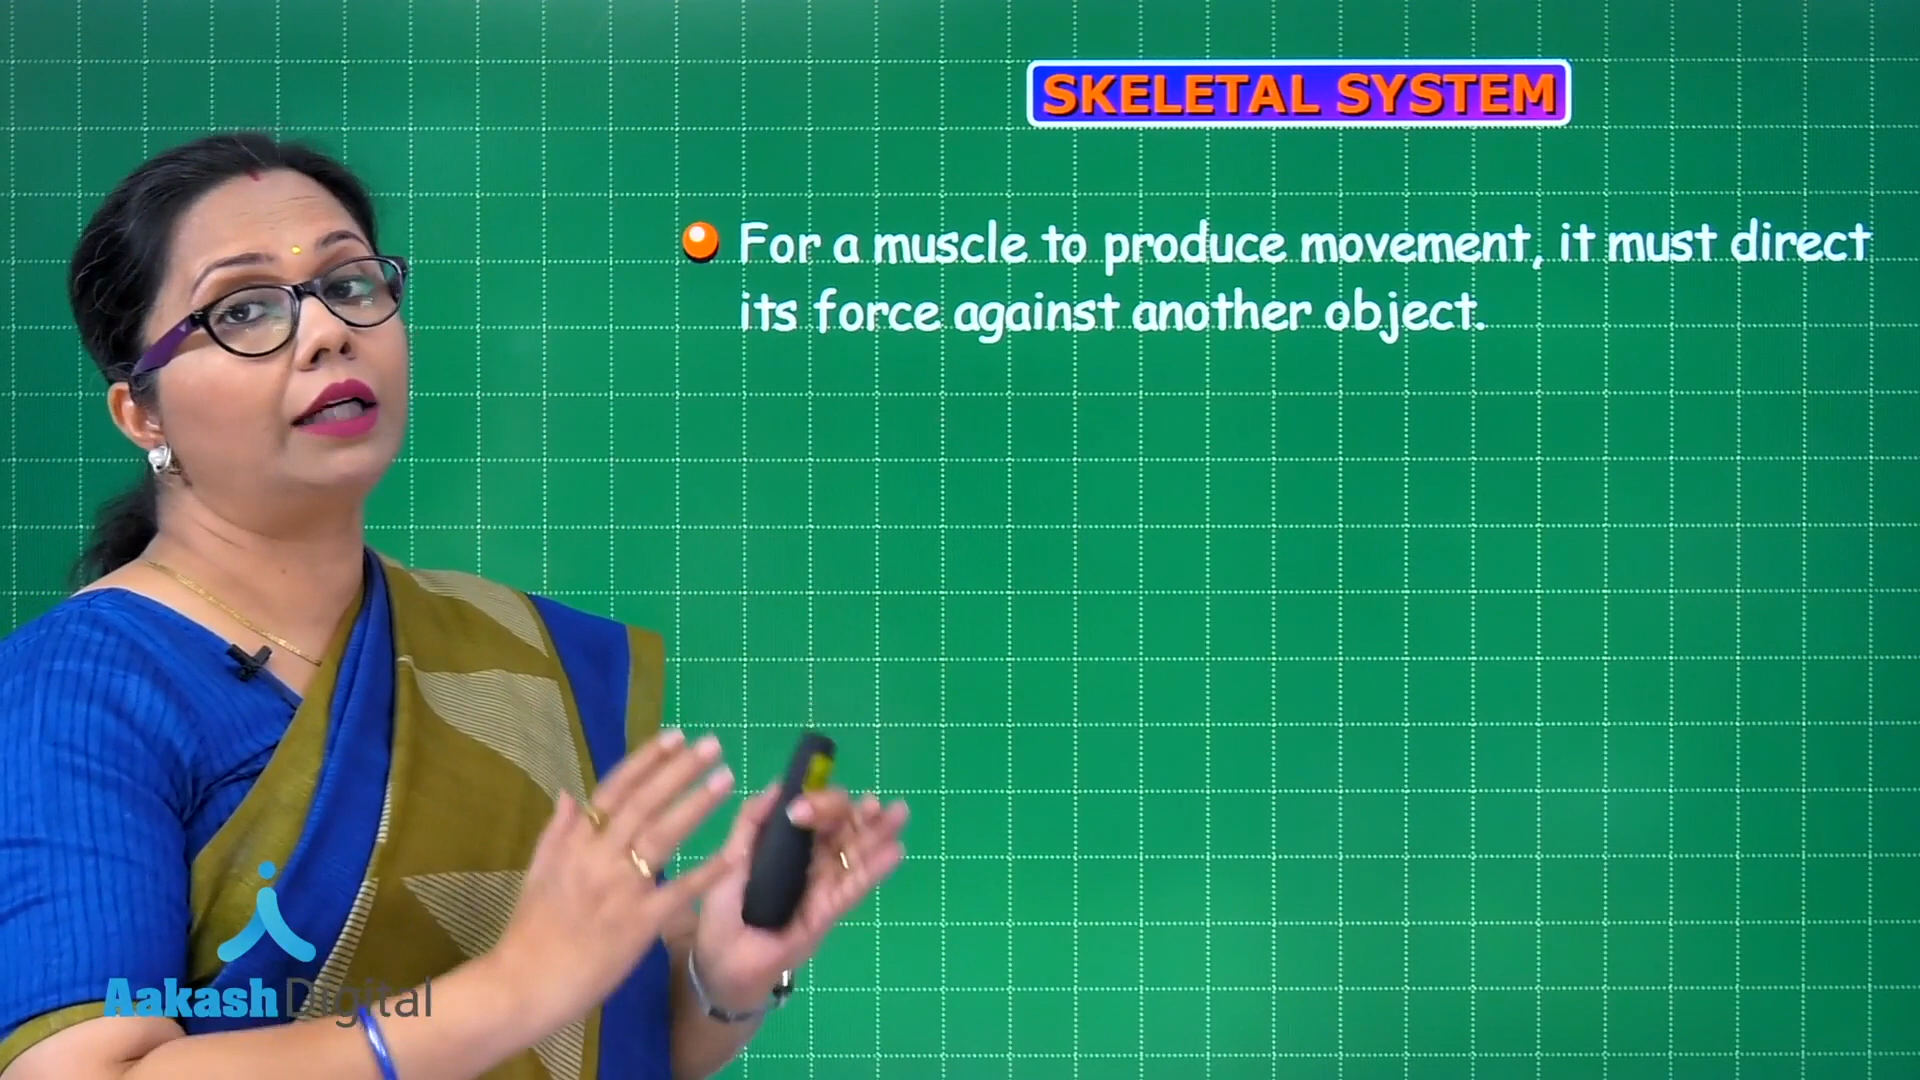 SKELETAL SYSTEM
For a muscle to produce movement, it must direct
its force against another object.
Aakash Digital